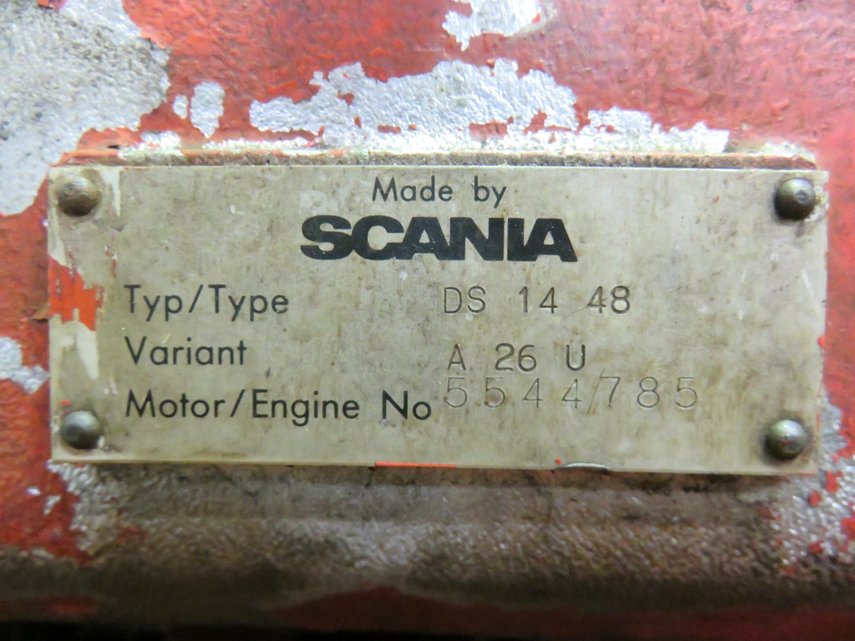 Made by
SCANIA
Typ/Type DS 14 48
Variant A 26 U
Motor/Engine No 5544785